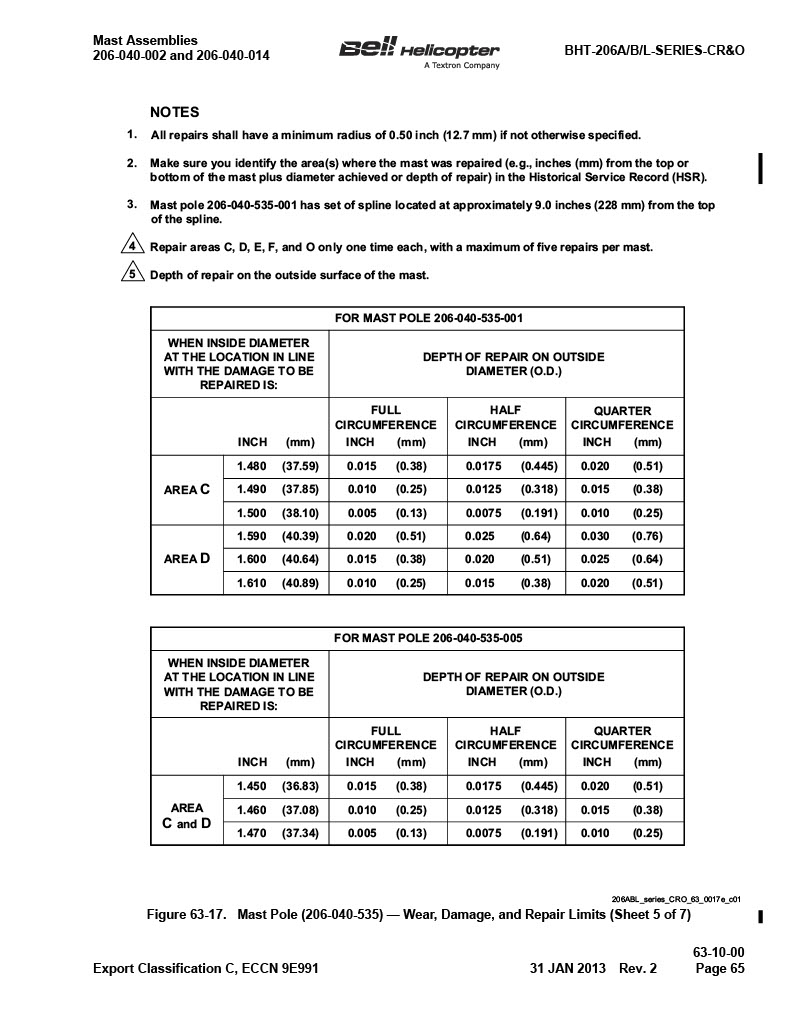 Mast Assemblies
206-040-002 and 206-040-014
Bell Helicopter
A Textron Company
BHT-206A/B/L-SERIES-CR&O
NOTES
1. All repairs shall have a minimum radius of 0.50 inch (12.7 mm) if not otherwise specified.
2. Make sure you identify the area(s) where the mast was repaired (e.g., inches (mm) from the top or
bottom of the mast plus diameter achieved or depth of repair) in the Historical Service Record (HSR).
3. Mast pole 206-040-535-001 has set of spline located at approximately 9.0 inches (228 mm) from the top
of the spline.
4 Repair areas C, D, E, F, and O only one time each, with a maximum of five repairs per mast.
5 Depth of repair on the outside surface of the mast.
FOR MAST POLE 206-040-535-001
WHEN INSIDE DIAMETER
AT THE LOCATION IN LINE
WITH THE DAMAGE TO BE
REPAIRED IS:
DEPTH OF REPAIR ON OUTSIDE
DIAMETER (O.D.)
FULL
CIRCUMFERENCE
HALF
CIRCUMFERENCE
QUARTER
CIRCUMFERENCE
INCH (mm) INCH (mm) INCH (mm) INCH (mm)
AREA C
1.480 (37.59) 0.015 (0.38) 0.0175 (0.445) 0.020 (0.51)
1.490 (37.85) 0.010 (0.25) 0.0125 (0.318) 0.015 (0.38)
1.500 (38.10) 0.005 (0.13) 0.0075 (0.191) 0.010 (0.25)
AREA D
1.590 (40.39) 0.020 (0.51) 0.025 (0.64) 0.030 (0.76)
1.600 (40.64) 0.015 (0.38) 0.020 (0.51) 0.025 (0.64)
1.610 (40.89) 0.010 (0.25) 0.015 (0.38) 0.020 (0.51)
FOR MAST POLE 206-040-535-005
WHEN INSIDE DIAMETER
AT THE LOCATION IN LINE
WITH THE DAMAGE TO BE
REPAIRED IS:
DEPTH OF REPAIR ON OUTSIDE
DIAMETER (O.D.)
FULL
CIRCUMFERENCE
HALF
CIRCUMFERENCE
QUARTER
CIRCUMFERENCE
INCH (mm) INCH (mm) INCH (mm) INCH (mm)
AREA
C and D
1.450 (36.83) 0.015 (0.38) 0.0175 (0.445) 0.020 (0.51)
1.460 (37.08) 0.010 (0.25) 0.0125 (0.318) 0.015 (0.38)
1.470 (37.34) 0.005 (0.13) 0.0075 (0.191) 0.010 (0.25)
206ABL_series_CRO_63_0017e_c01
Figure 63-17. Mast Pole (206-040-535) — Wear, Damage, and Repair Limits (Sheet 5 of 7)
63-10-00
Export Classification C, ECCN 9E991 31 JAN 2013 Rev. 2 Page 65